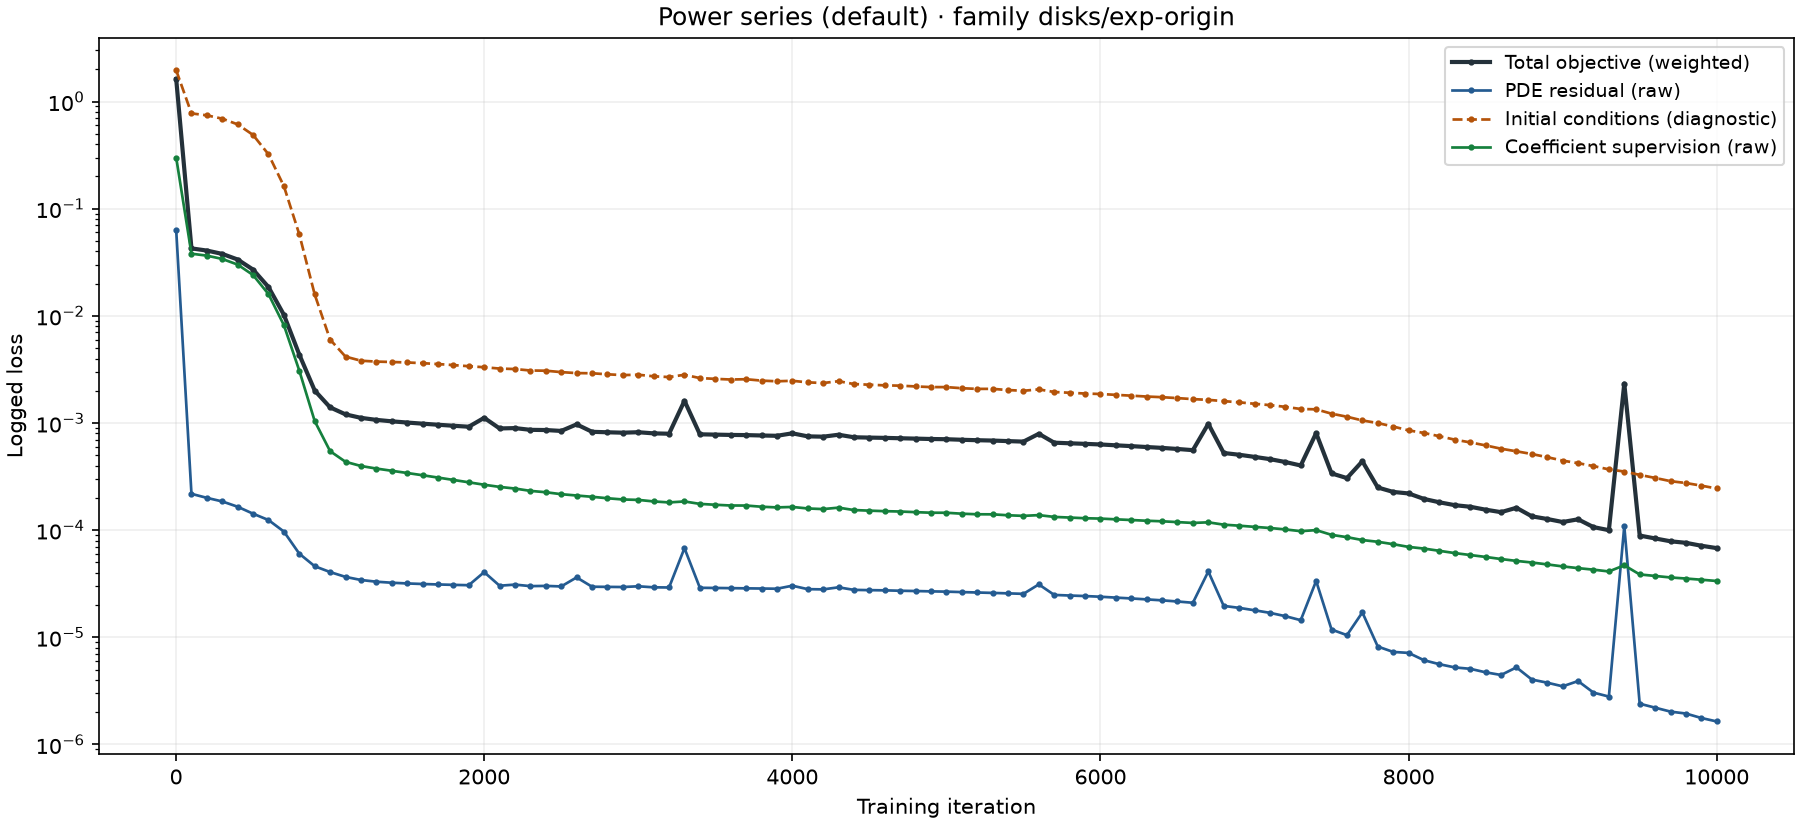 Power series (default) · family disks/exp-origin
Total objective (weighted)
PDE residual (raw)
Initial conditions (diagnostic)
Coefficient supervision (raw)
Logged loss
10⁰
10⁻¹
10⁻²
10⁻³
10⁻⁴
10⁻⁵
10⁻⁶
0 2000 4000 6000 8000 10000
Training iteration